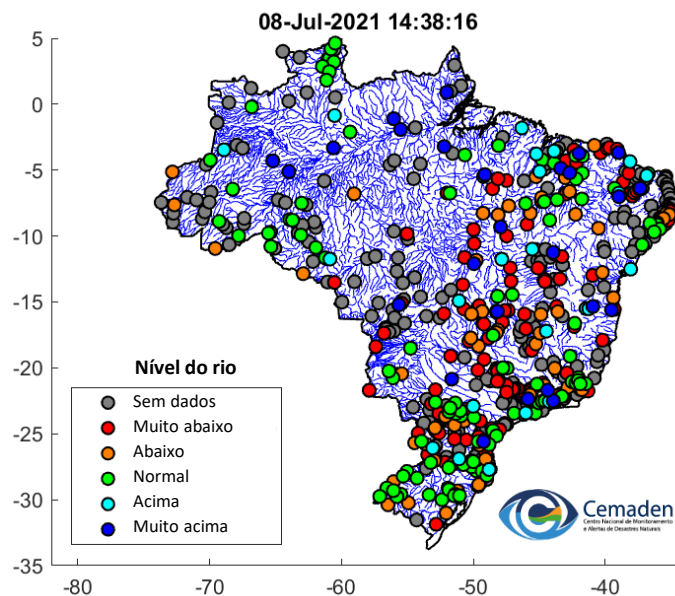 08-Jul-2021 14:38:16
5
0
-5
-10
-15
-20
-25
-30
-35
-80
-70
-60
-50
-40
Nível do rio
Sem dados
Muito abaixo
Abaixo
Normal
Acima
Muito acima
Cemaden
Centro Nacional de Monitoramento
e Alertas de Desastres Naturais